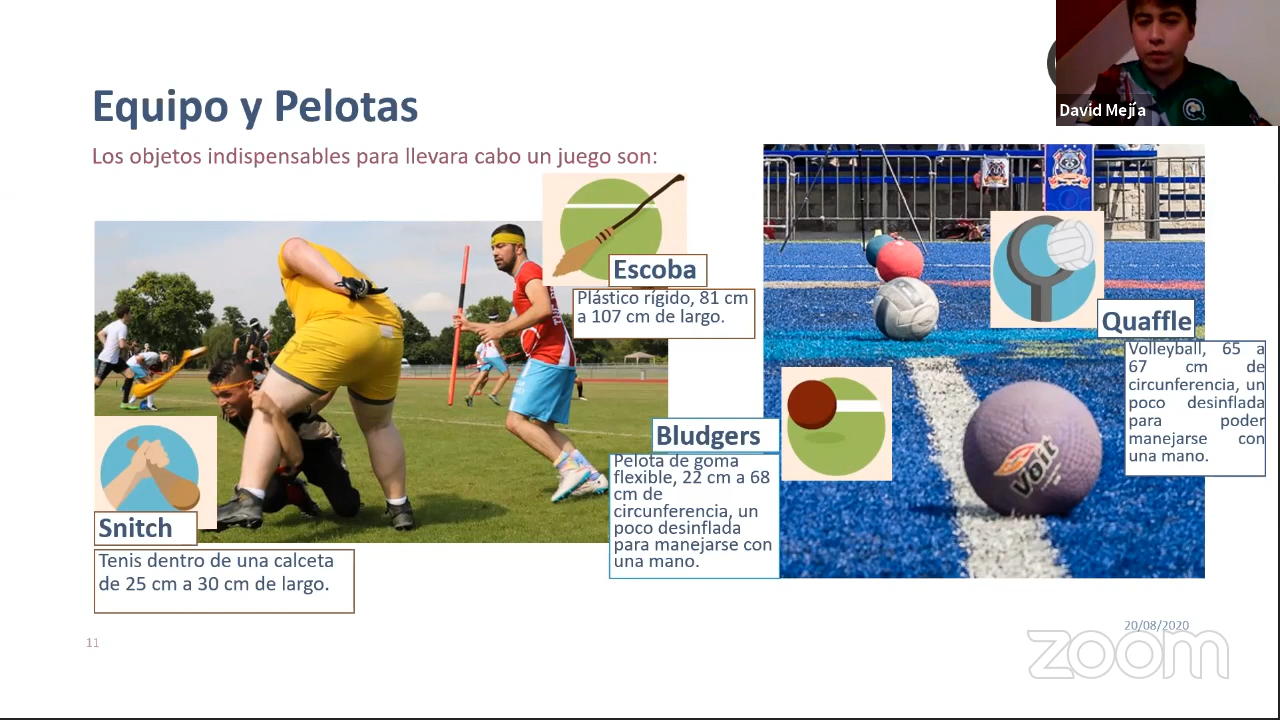 David Mejía
Equipo y Pelotas
Los objetos indispensables para llevara cabo un juego son:
Escoba
Plástico rígido, 81 cm
a 107 cm de largo.
Quaffle
Volleyball, 65 a
67 cm de
circunferencia, un
poco desinflada
para poder
manejarse con
una mano.
Bludgers
Pelota de goma
flexible, 22 cm a 68
cm de
circunferencia, un
poco desinflada
para manejarse con
una mano.
Voit
Snitch
Tenis dentro de una calceta
de 25 cm a 30 cm de largo.
11
20/08/2020
zoom